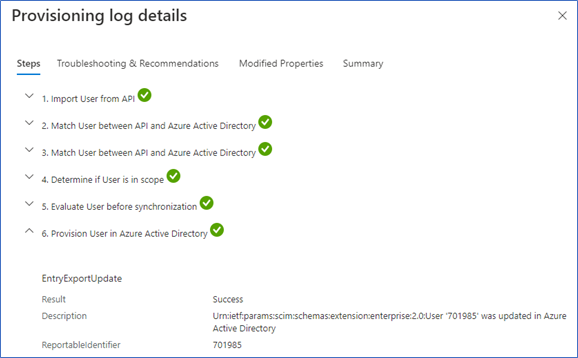 Provisioning log details
Steps Troubleshooting & Recommendations Modified Properties Summary
1. Import User from API
2. Match User between API and Azure Active Directory
3. Match User between API and Azure Active Directory
4. Determine if User is in scope
5. Evaluate User before synchronization
6. Provision User in Azure Active Directory
EntryExportUpdate
Result Success
Description Urn:ietf:params:scim:schemas:extension:enterprise:2.0:User '701985' was updated in Azure
Active Directory
ReportableIdentifier 701985